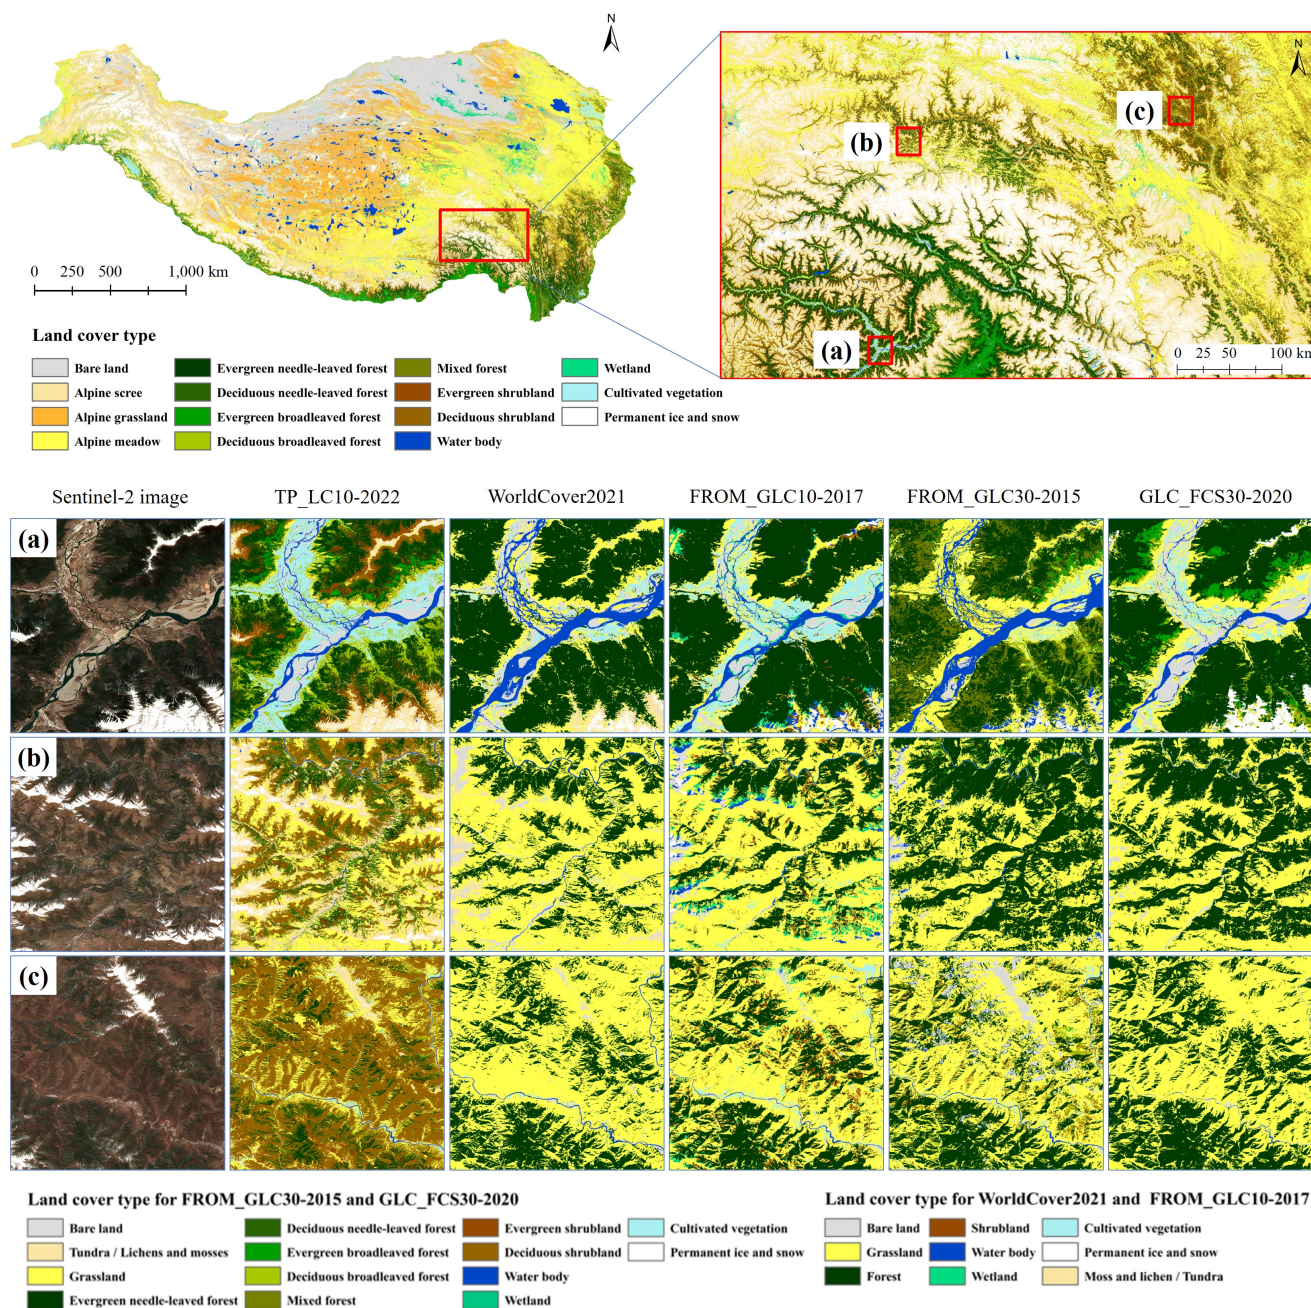 N
N
(c)
(b)
(a)
0 250 500 1,000 km
0 25 50 100 km
Land cover type
Bare land
Evergreen needle-leaved forest
Mixed forest
Wetland
Alpine scree
Deciduous needle-leaved forest
Evergreen shrubland
Cultivated vegetation
Alpine grassland
Evergreen broadleaved forest
Deciduous shrubland
Permanent ice and snow
Alpine meadow
Deciduous broadleaved forest
Water body
Sentinel-2 image
TP_LC10-2022
WorldCover2021
FROM_GLC10-2017
FROM_GLC30-2015
GLC_FCS30-2020
(a)
(b)
(c)
Land cover type for FROM_GLC30-2015 and GLC_FCS30-2020
Bare land
Deciduous needle-leaved forest
Evergreen shrubland
Cultivated vegetation
Tundra / Lichens and mosses
Evergreen broadleaved forest
Deciduous shrubland
Permanent ice and snow
Grassland
Deciduous broadleaved forest
Water body
Evergreen needle-leaved forest
Mixed forest
Wetland
Land cover type for WorldCover2021 and FROM_GLC10-2017
Bare land
Shrubland
Cultivated vegetation
Grassland
Water body
Permanent ice and snow
Forest
Wetland
Moss and lichen / Tundra